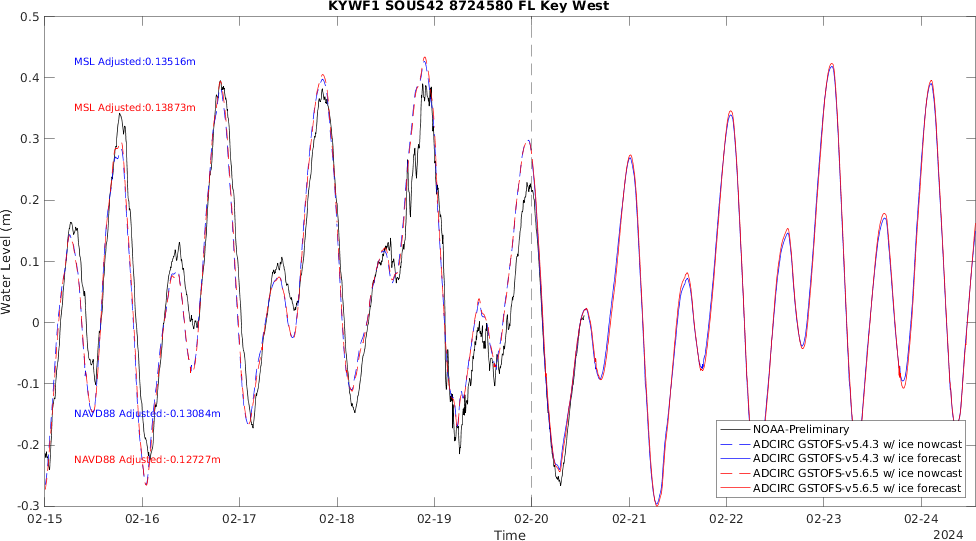 KYWF1 SOUS42 8724580 FL Key West
0.5
0.4
0.3
0.2
0.1
0
-0.1
-0.2
-0.3
Water Level (m)
MSL Adjusted:0.13516m
MSL Adjusted:0.13873m
NAVD88 Adjusted:-0.13084m
NAVD88 Adjusted:-0.12727m
NOAA-Preliminary
ADCIRC GSTOFS-v5.4.3 w/ ice nowcast
ADCIRC GSTOFS-v5.4.3 w/ ice forecast
ADCIRC GSTOFS-v5.6.5 w/ ice nowcast
ADCIRC GSTOFS-v5.6.5 w/ ice forecast
02-15 02-16 02-17 02-18 02-19 02-20 02-21 02-22 02-23 02-24
Time
2024